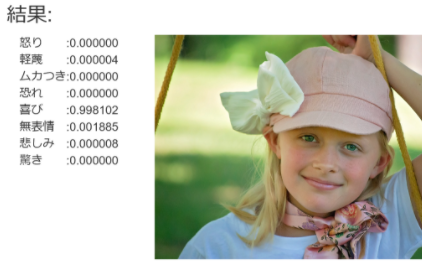 結果:
怒り :0.000000
軽蔑 :0.000004
ムカつき:0.000000
恐れ :0.000000
喜び :0.998102
無表情 :0.001885
悲しみ :0.000008
驚き :0.000000